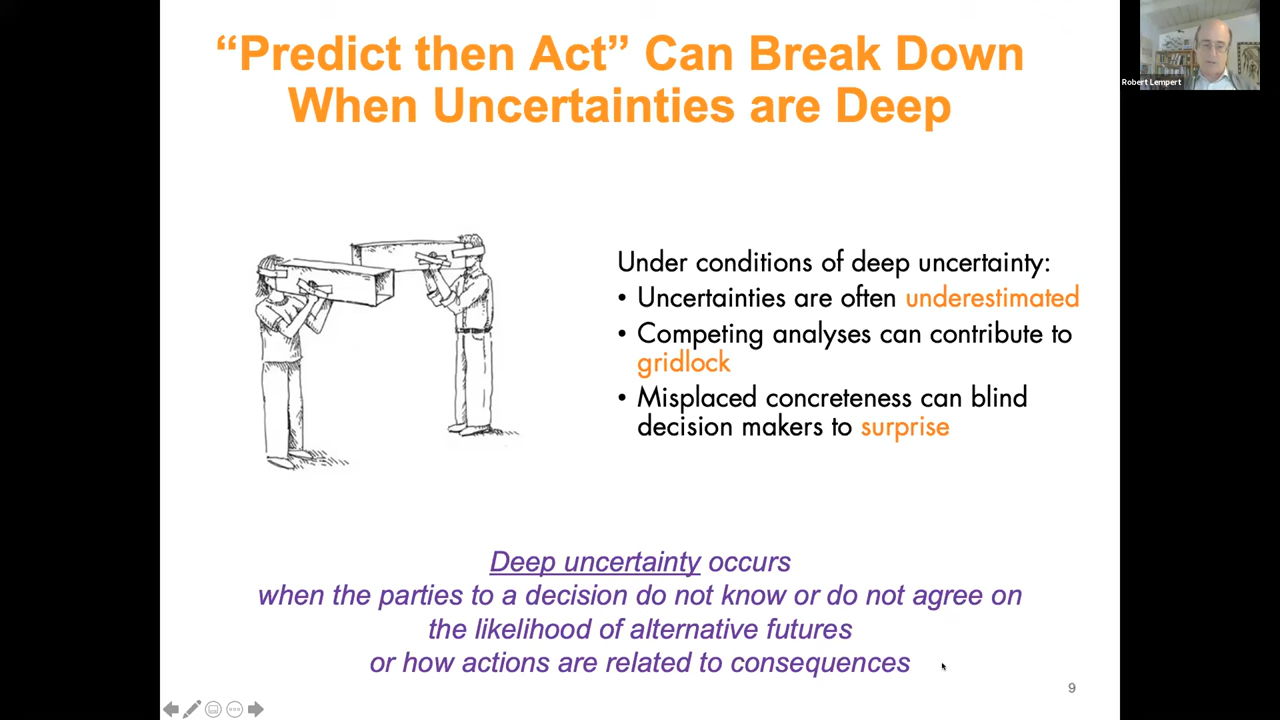 “Predict then Act” Can Break Down
When Uncertainties are Deep
Robert Lempert
Under conditions of deep uncertainty:
• Uncertainties are often underestimated
• Competing analyses can contribute to
gridlock
• Misplaced concreteness can blind
decision makers to surprise
Deep uncertainty occurs
when the parties to a decision do not know or do not agree on
the likelihood of alternative futures
or how actions are related to consequences
9